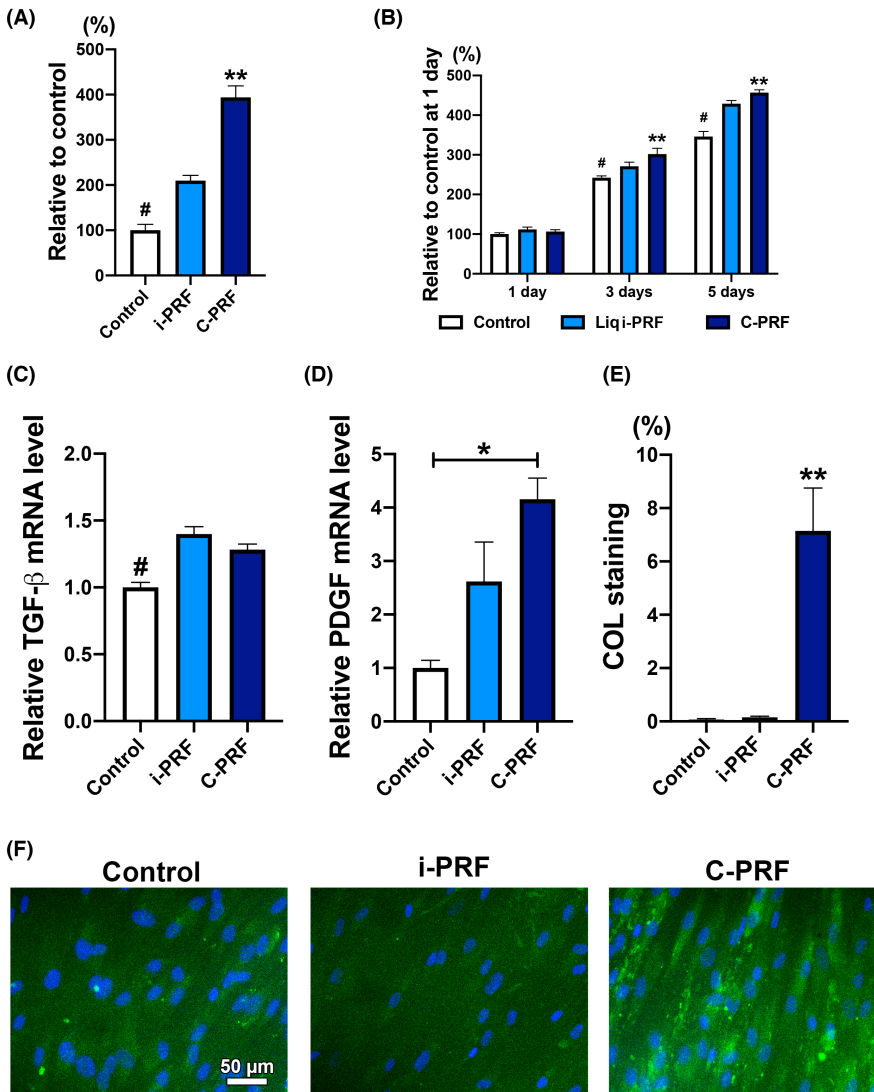 (A)
(%)
Relative to control
500
400
300
200
100
0
#
**
Control
i-PRF
C-PRF
(B)
(%)
Relative to control at 1 day
500
400
300
200
100
0
#
**
#
**
1 day
3 days
5 days
Control
Liq i-PRF
C-PRF
(C)
Relative TGF-β mRNA level
2.0
1.5
1.0
0.5
0.0
#
Control
i-PRF
C-PRF
(D)
Relative PDGF mRNA level
5
4
3
2
1
0
*
Control
i-PRF
C-PRF
(E)
(%)
COL staining
10
8
6
4
2
0
**
Control
i-PRF
C-PRF
(F)
Control
i-PRF
C-PRF
50 μm